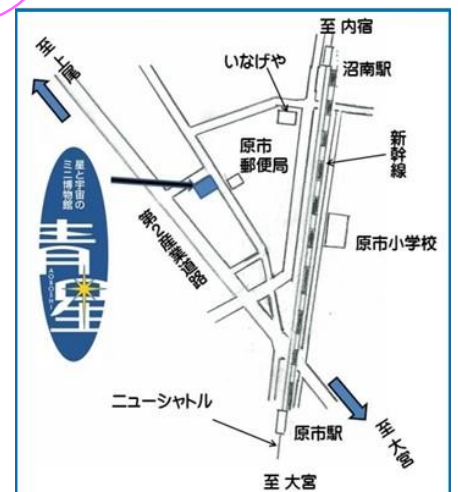 至 内宿
至 上尾
いなげや
沼南駅
原市
郵便局
新幹線
星と宇宙の
ミニ博物館
青星
AOBOSHI
第2産業道路
原市小学校
ニューシャトル
原市駅
至 大宮
至 大宮